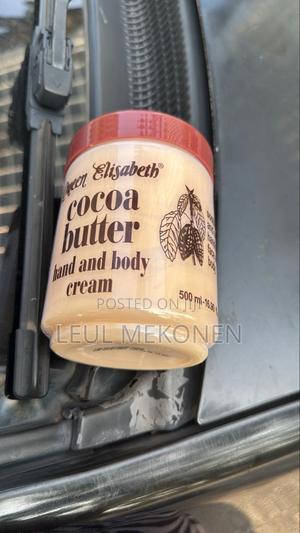 Queen Elisabeth®
cocoa
butter
hand and body
cream
500 ml
POSTED ON JIJI
LEUL MEKONEN